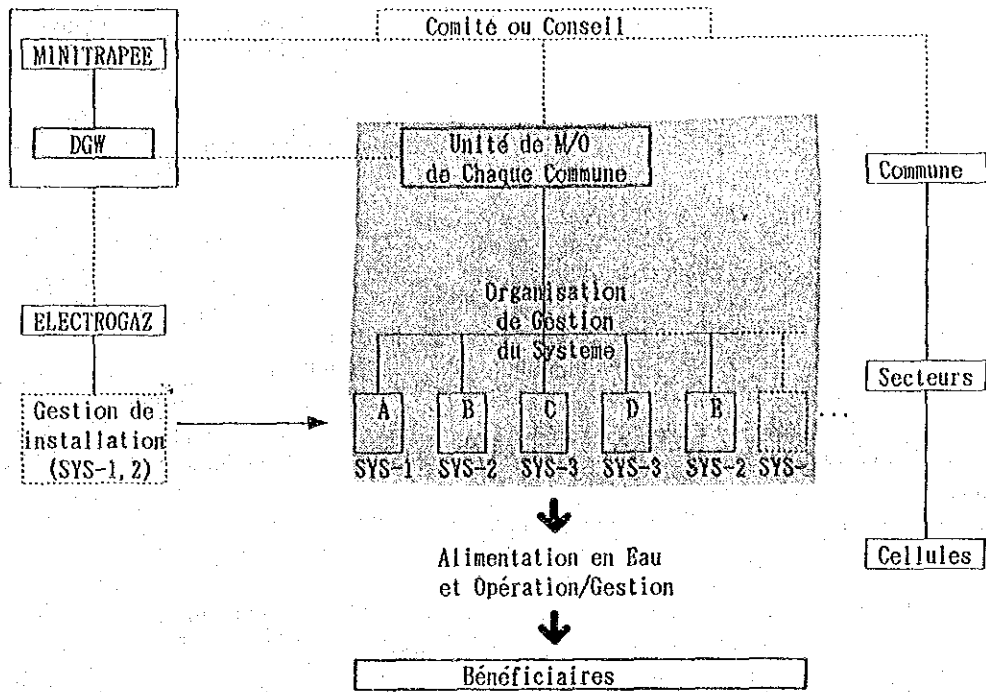 Comité ou Conseil
MINITRAPEE
DGW
Unité de M/O
de Chaque Commune
Commune
ELECTROGAZ
Organisation
de Gestion
du Systeme
Secteurs
Gestion de
installation
(SYS-1,2)
A B C D E
SYS-1 SYS-2 SYS-3 SYS-3 SYS-2 SYS-
...
Alimentation en Eau
et Opération/Gestion
Cellules
Bénéficiaires